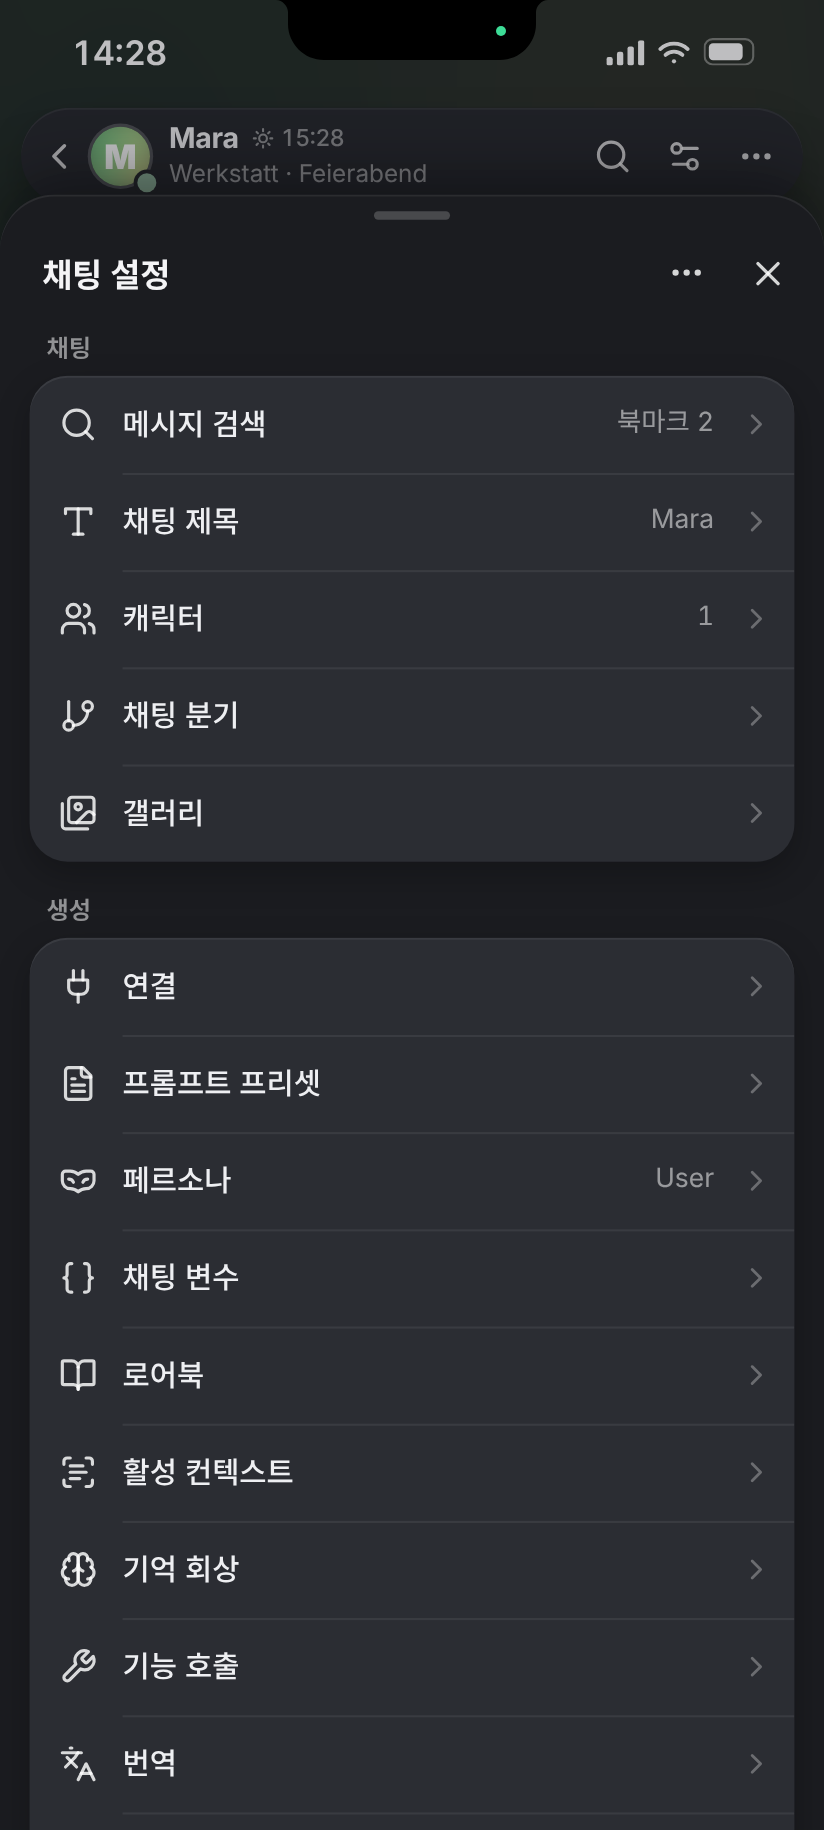 14:28
M
Mara 15:28
Werkstatt · Feierabend
채팅 설정
채팅
메시지 검색 북마크 2
채팅 제목 Mara
캐릭터 1
채팅 분기
갤러리
생성
연결
프롬프트 프리셋
페르소나 User
채팅 변수
로어북
활성 컨텍스트
기억 회상
기능 호출
번역